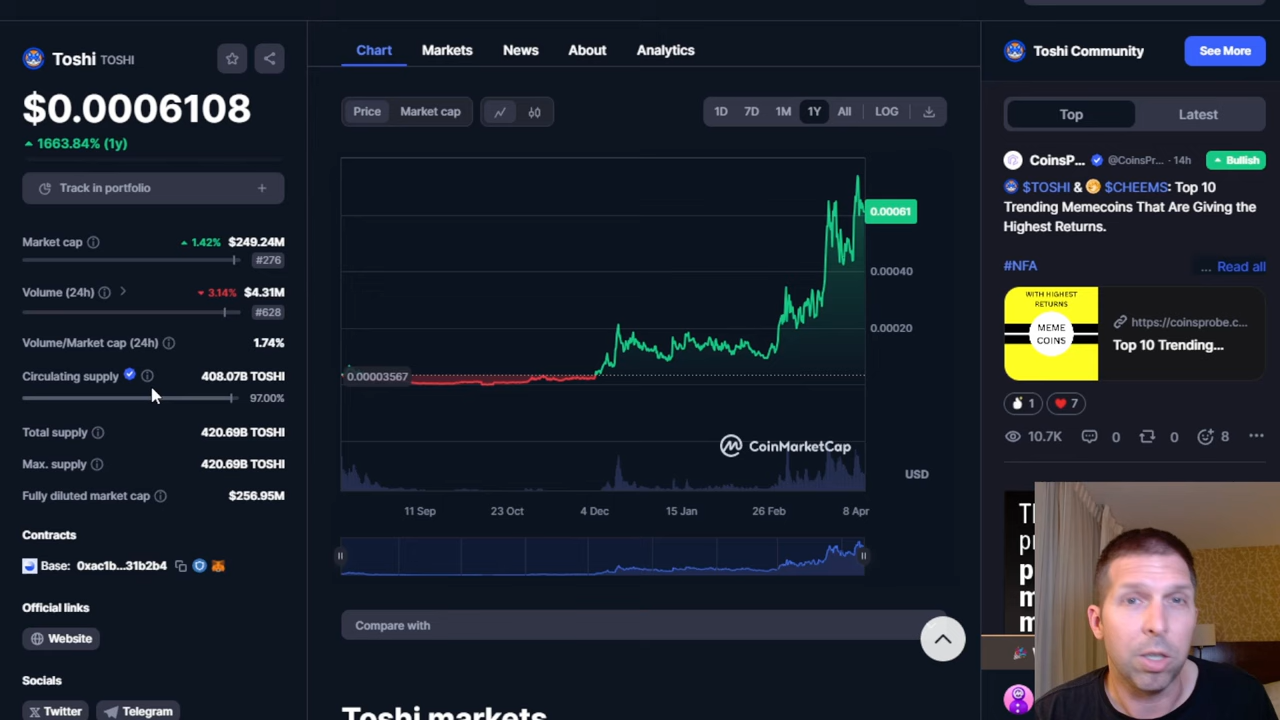 Toshi TOSHI
$0.0006108
1663.84% (1y)
Track in portfolio +
Market cap 1.42% $249.24M
#276
Volume (24h) 3.14% $4.31M
#628
Volume/Market cap (24h) 1.74%
Circulating supply 408.07B TOSHI
97.00%
Total supply 420.69B TOSHI
Max. supply 420.69B TOSHI
Fully diluted market cap $256.95M
Contracts
Base: 0xac1b...31b2b4
Official links
Website
Socials
Twitter Telegram
Chart Markets News About Analytics
Price Market cap
1D 7D 1M 1Y All LOG
0.00061
0.00040
0.00020
0.00003567
CoinMarketCap
USD
11 Sep 23 Oct 4 Dec 15 Jan 26 Feb 8 Apr
Compare with
Toshi markets
Toshi Community See More
Top Latest
CoinsP... @CoinsPr... · 14h Bullish
$TOSHI & $CHEEMS: Top 10
Trending Memecoins That Are Giving the
Highest Returns.
#NFA ... Read all
WITH HIGHEST
RETURNS
MEME
COINS
https://coinsprobe.c...
Top 10 Trending...
1 7
10.7K 0 0 8 ...